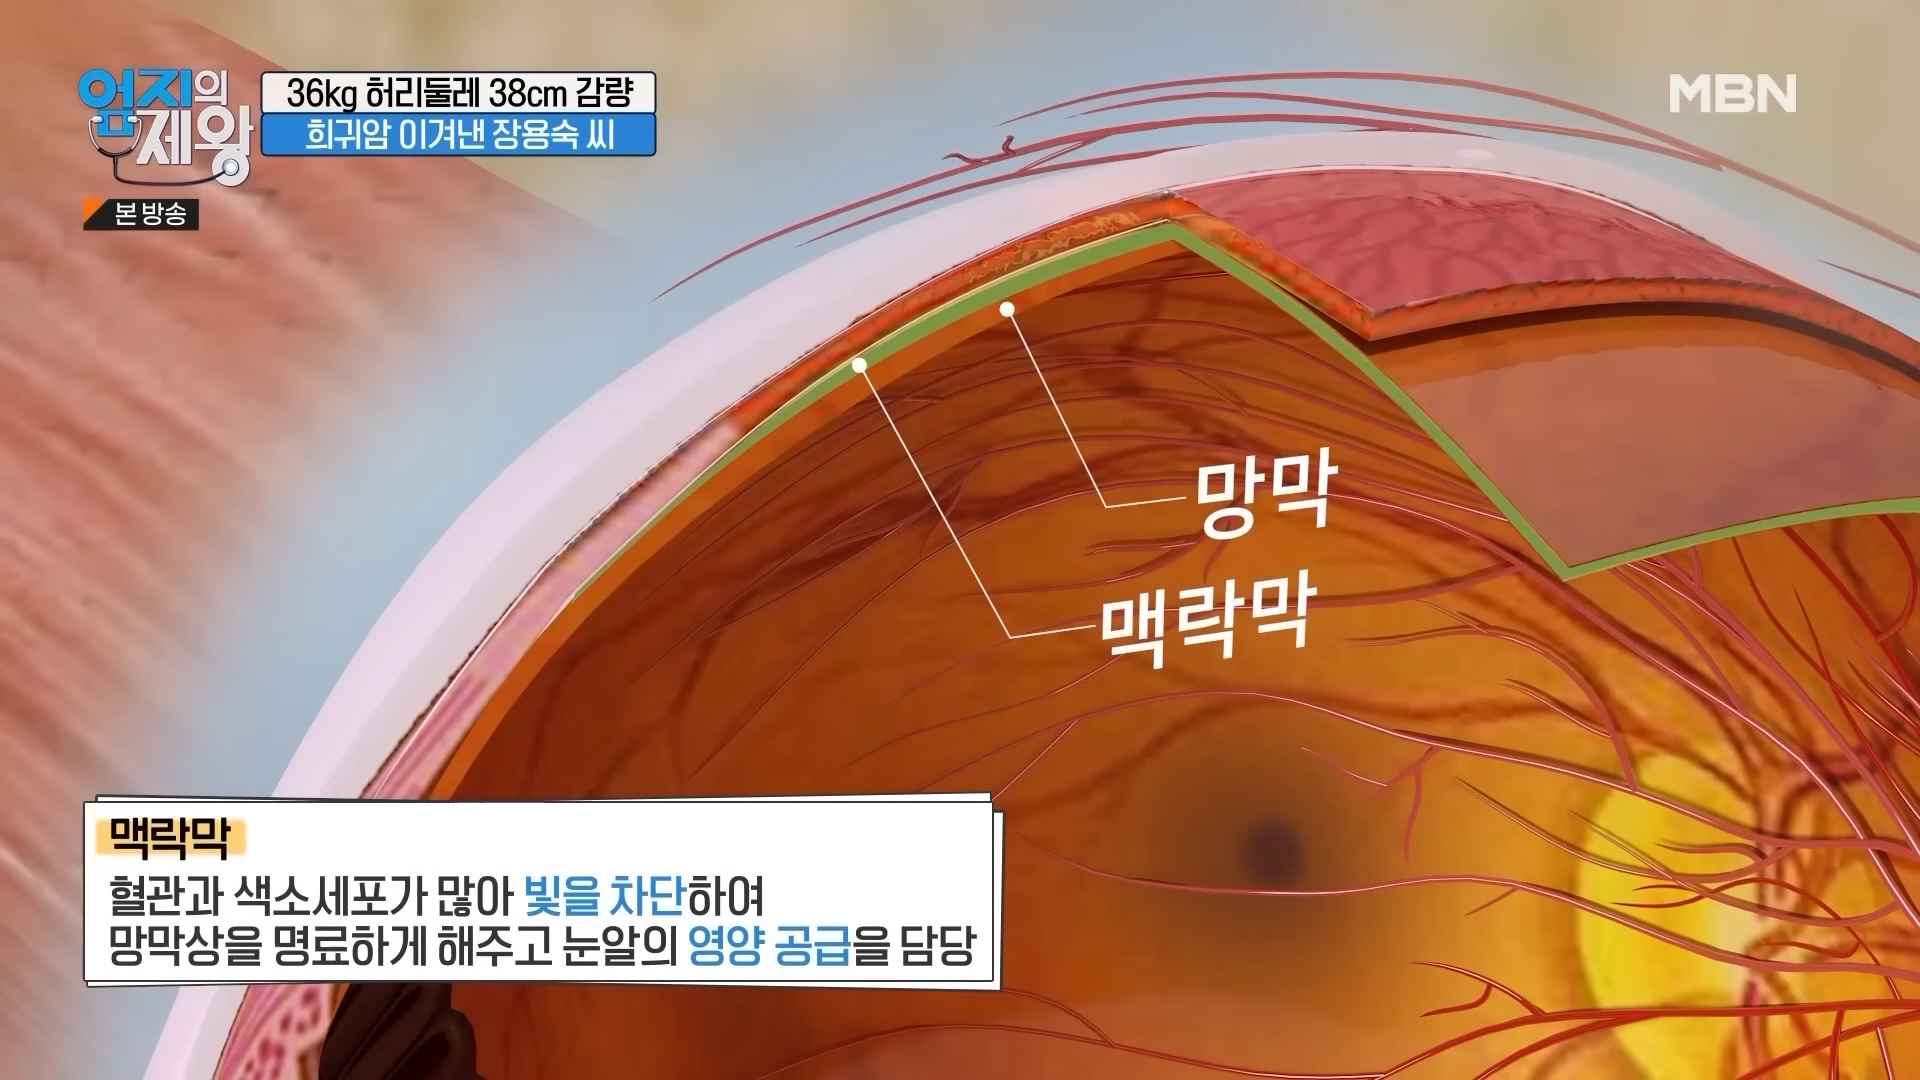 엄지의
제왕
36kg 허리둘레 38cm 감량
희귀암 이겨낸 장용숙 씨
본 방송
MBN
망막
맥락막
맥락막
혈관과 색소세포가 많아 빛을 차단하여
망막상을 명료하게 해주고 눈알의 영양 공급을 담당